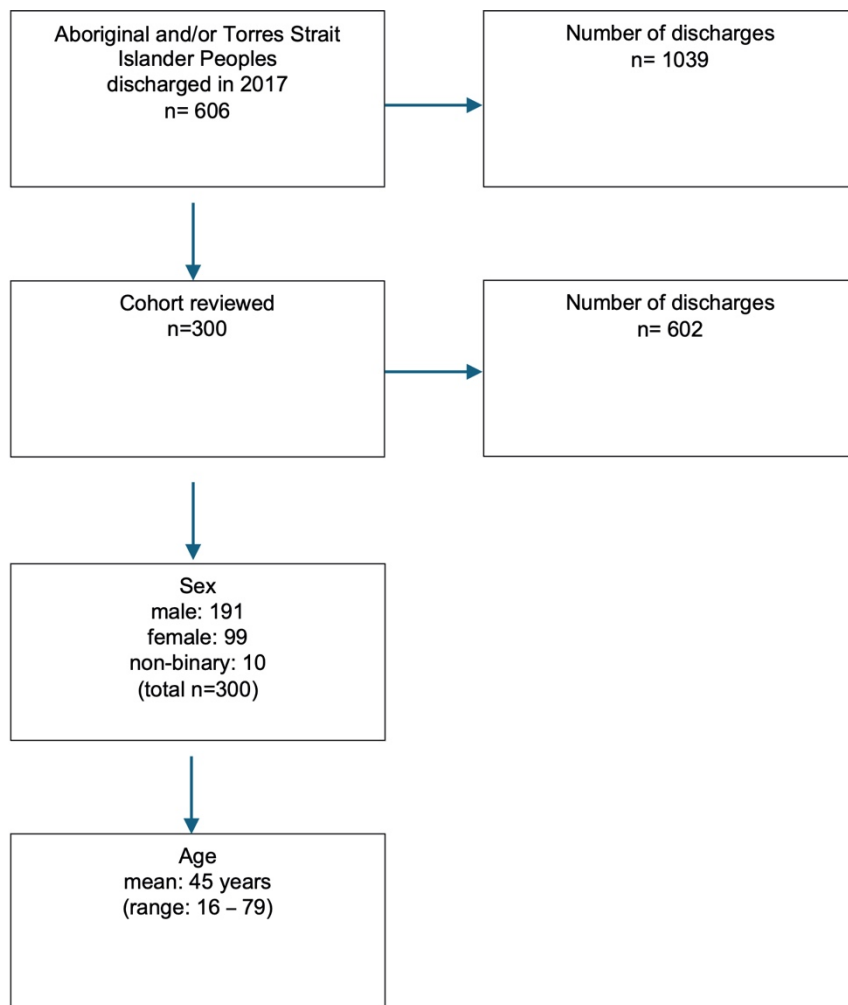 Aboriginal and/or Torres Strait
Islander Peoples
discharged in 2017
n= 606
Number of discharges
n= 1039
Cohort reviewed
n=300
Number of discharges
n= 602
Sex
male: 191
female: 99
non-binary: 10
(total n=300)
Age
mean: 45 years
(range: 16 – 79)